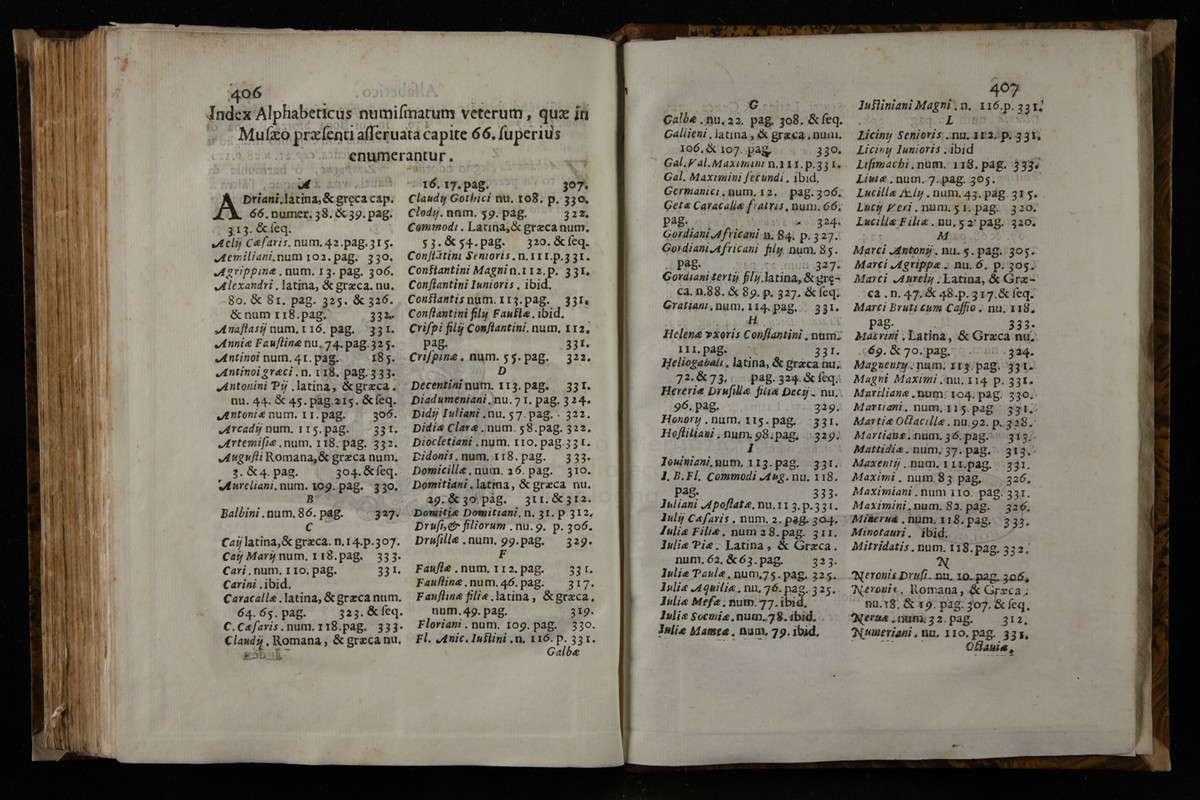 406
Index Alphabeticus numiſmatum veterum, quæ in
Muſæo præſenti aſſeruata capite 66. ſuperius
enumerantur.
A
ADriani.latina,& gręca cap.
66. numer. 38. & 39. pag.
313. & ſeq.
Aelij Cæſaris. num. 42. pag. 315.
Aemiliani. num 102. pag. 330.
Agrippinæ. num. 13. pag. 306.
Alexandri. latina, & græca. nu.
80. & 81. pag. 325. & 326.
& num 118. pag. 332.
Anaſtasij num. 116. pag. 331.
Anniæ Fauſtinæ nu. 74. pag. 325.
Antinoi num. 41. pag. 185.
Antinoi græci. n. 118. pag. 333.
Antonini Pij. latina, & græca.
nu. 44. & 45. pag. 215. & ſeq.
Antoniæ num. 11. pag. 306.
Arcadij num. 115. pag. 331.
Artemiſiæ. num. 118. pag. 332.
Auguſti Romana, & græca num.
3. & 4. pag. 304. & ſeq.
Aureliani. num. 109. pag. 330.
B
Balbini. num. 86. pag. 327.
C
Caij latina,& græca. n. 14. p. 307.
Caij Marij num. 118. pag. 333.
Cari. num. 110. pag. 331.
Carini. ibid.
Caracallæ. latina, & græca num.
64. 65. pag. 323. & ſeq.
C. Cæſaris. num. 118. pag. 333.
Claudij. Romana, & græca nu.
16. 17. pag. 307.
Claudij Gothici nu. 108. p. 330.
Clodij. num. 59. pag. 322.
Commodi. Latina,& græca num.
53. & 54. pag. 320. & ſeq.
Conſtãtini Senioris. n. 111. p. 331.
Conſtantini Magni n. 112. p. 331.
Conſtantini Iunioris. ibid.
Conſtantis num. 113. pag. 331.
Conſtantini filij Fauſtæ. ibid.
Criſpi filij Conſtantini. num. 112.
pag. 331.
Criſpinæ. num. 55. pag. 322.
D
Decentini num. 113. pag. 331.
Diadumeniani. nu. 71. pag. 324.
Didij Iuliani. nu. 57. pag. 322.
Didiæ Claræ. num. 58. pag. 322.
Diocletiani. num. 110. pag. 331.
Didonis. num. 118. pag. 333.
Domicillæ. num. 26. pag. 310.
Domitiani. latina, & græca nu.
29. & 30. pag. 311. & 312.
Domitiæ Domitiani. n. 31. p 312.
Druſi, & filiorum. nu. 9. p. 306.
Druſillæ. num. 99. pag. 329.
F
Fauſtæ. num. 112. pag. 331.
Fauſtinæ. num. 46. pag. 317.
Fauſtinæ filiæ. latina, & græca.
num. 49. pag. 319.
Floriani. num. 109. pag. 330.
Fl. Anic. Iuſtini. n. 116. p. 331.
Galbæ
407
G
Galbæ. nu. 22. pag. 308. & ſeq.
Gallieni. latina, & græca. num.
106. & 107. pag. 330.
Gal. Val. Maximini n. 111. p. 331.
Gal. Maximini ſecundi. ibid.
Germanici. num. 12. pag. 306.
Getæ Caracallæ fratris. num. 66.
pag. 324.
Gordiani Africani n. 84. p. 327.
Gordiani Africani filij num. 85.
pag. 327.
Gordiani tertij filij. latina, & grę-
ca. n. 88. & 89. p. 327. & ſeq.
Gratiani. num. 114. pag. 331.
H
Helenæ vxoris Conſtantini. num.
111. pag. 331.
Heliogabali. latina, & græca nu.
72. & 73. pag. 324. & ſeq.
Hereriæ Druſillæ filiæ Decij. nu.
96. pag. 329.
Honorij. num. 115. pag. 331.
Hoſtiliani. num. 98. pag. 329.
I
Iouiniani. num. 113. pag. 331.
I. B. Fl. Commodi Aug. nu. 118.
pag. 333.
Iuliani Apoſtatæ. nu. 113. p. 331.
Iulij Cæſaris. num. 2. pag. 304.
Iuliæ Filiæ. num 28. pag. 311.
Iuliæ Piæ. Latina, & Græca.
num. 62. & 63. pag. 323.
Iuliæ Paulæ. num. 75. pag. 325.
Iuliæ Aquiliæ. nu. 76. pag. 325.
Iuliæ Meſæ. num. 77. ibid.
Iuliæ Soemiæ. num. 78. ibid.
Iuliæ Mameæ. num. 79. ibid.
Iuſtiniani Magni. n. 116. p. 331.
L
Licinij Senioris. nu. 112. p. 331.
Licinij Iunioris. ibid
Liſimachi. num. 118. pag. 333.
Liuiæ. num. 7. pag. 305.
Lucillæ Aelij. num. 43. pag 315.
Lucij Veri. num. 51. pag. 320.
Lucillæ Filiæ. nu. 52 pag. 320.
M
Marci Antonij. nu. 5. pag. 305.
Marci Agrippæ. nu. 6. p. 305.
Marci Aurelij. Latina, & Græ-
ca. n. 47. & 48. p. 317. & ſeq.
Marci Bruti cum Caſſio. nu. 118.
pag. 333.
Macrini. Latina, & Græca nu.
69. & 70. pag. 324.
Magnentij. num. 113 pag. 331.
Magni Maximi. nu. 114 p. 331.
Marilianæ. num. 104. pag. 330.
Martiani. num. 115. pag 331.
Martiæ Octacillæ. nu. 92. p. 328.
Martianæ. num. 36. pag. 313.
Mattidiæ. num. 37. pag. 313.
Maxentij. num. 111. pag. 331.
Maximi. num 83 pag. 326.
Maximiani. num 110 pag. 331.
Maximini. num. 82. pag. 326.
Mineruæ. num. 118. pag. 333.
Minotauri. ibid.
Mitridatis. num. 118. pag. 332.
N
Neronis Druſi. nu. 10. pag. 306.
Neronis. Romana, & Græca.
nu. 18. & 19. pag. 307. & ſeq.
Neruæ. num. 32. pag. 312.
Numeriani. nu. 110. pag. 331.
Octauiæ.